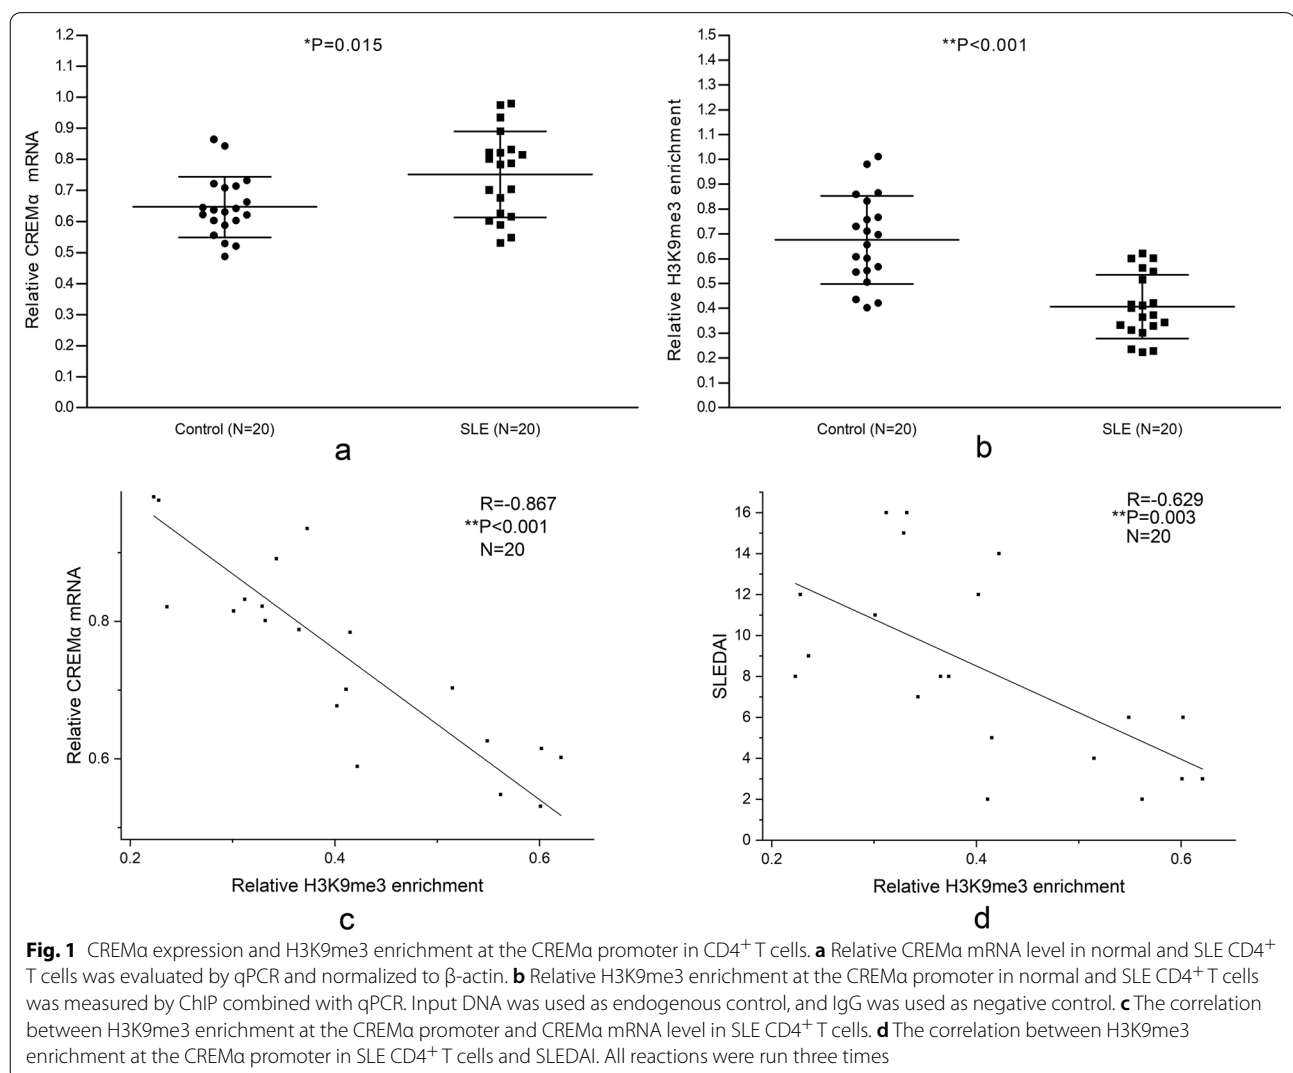 *P=0.015
1.2
1.1
1.0
0.9
0.8
0.7
0.6
0.5
0.4
0.3
0.2
0.1
0.0
Relative CREMα mRNA
Control (N=20)
SLE (N=20)
a
**P<0.001
1.5
1.4
1.3
1.2
1.1
1.0
0.9
0.8
0.7
0.6
0.5
0.4
0.3
0.2
0.1
0.0
Relative H3K9me3 enrichment
Control (N=20)
SLE (N=20)
b
R=-0.867
**P<0.001
N=20
0.8
0.6
Relative CREMα mRNA
0.2
0.4
0.6
Relative H3K9me3 enrichment
c
R=-0.629
**P=0.003
N=20
16
14
12
10
8
6
4
2
0
SLEDAI
0.2
0.4
0.6
Relative H3K9me3 enrichment
d
Fig. 1 CREMα expression and H3K9me3 enrichment at the CREMα promoter in CD4⁺ T cells. a Relative CREMα mRNA level in normal and SLE CD4⁺
T cells was evaluated by qPCR and normalized to β-actin. b Relative H3K9me3 enrichment at the CREMα promoter in normal and SLE CD4⁺ T cells
was measured by ChIP combined with qPCR. Input DNA was used as endogenous control, and IgG was used as negative control. c The correlation
between H3K9me3 enrichment at the CREMα promoter and CREMα mRNA level in SLE CD4⁺ T cells. d The correlation between H3K9me3
enrichment at the CREMα promoter in SLE CD4⁺ T cells and SLEDAI. All reactions were run three times